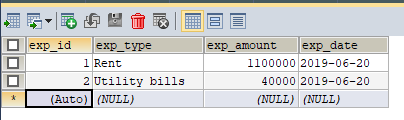 exp_id exp_type exp_amount exp_date
1 Rent 1100000 2019-06-20
2 Utility bills 40000 2019-06-20
* (Auto) (NULL) (NULL) (NULL)